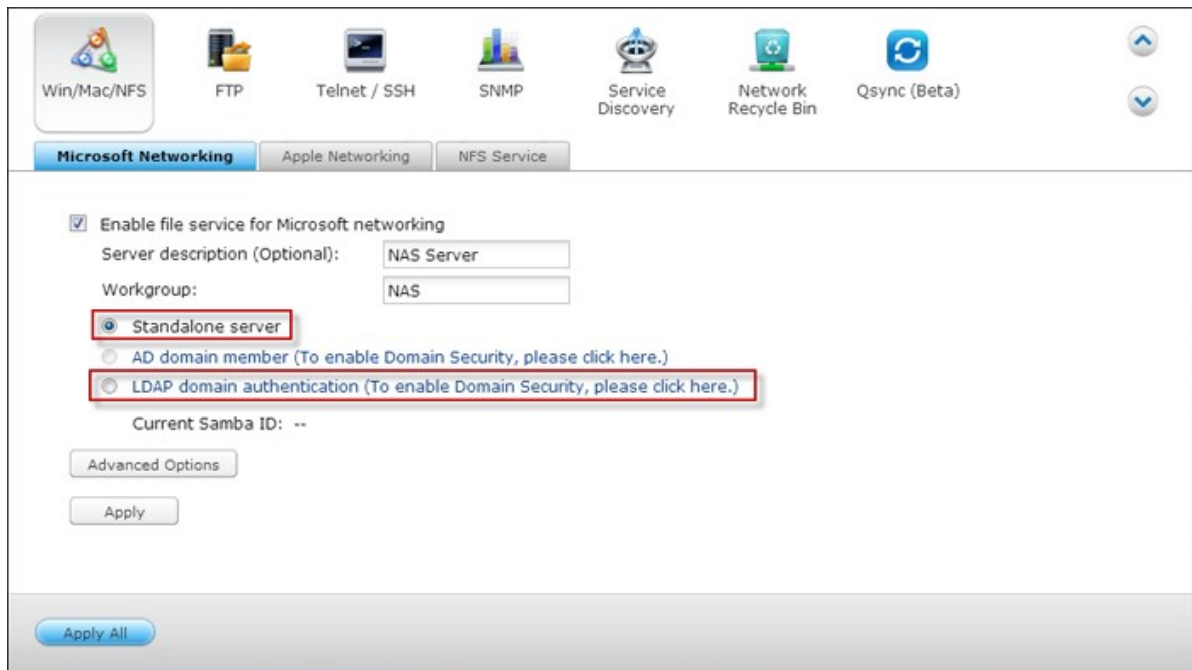 Win/Mac/NFS
FTP
Telnet / SSH
SNMP
Service
Discovery
Network
Recycle Bin
Qsync (Beta)
Microsoft Networking
Apple Networking
NFS Service
Enable file service for Microsoft networking
Server description (Optional): NAS Server
Workgroup: NAS
Standalone server
AD domain member (To enable Domain Security, please click here.)
LDAP domain authentication (To enable Domain Security, please click here.)
Current Samba ID: --
Advanced Options
Apply
Apply All